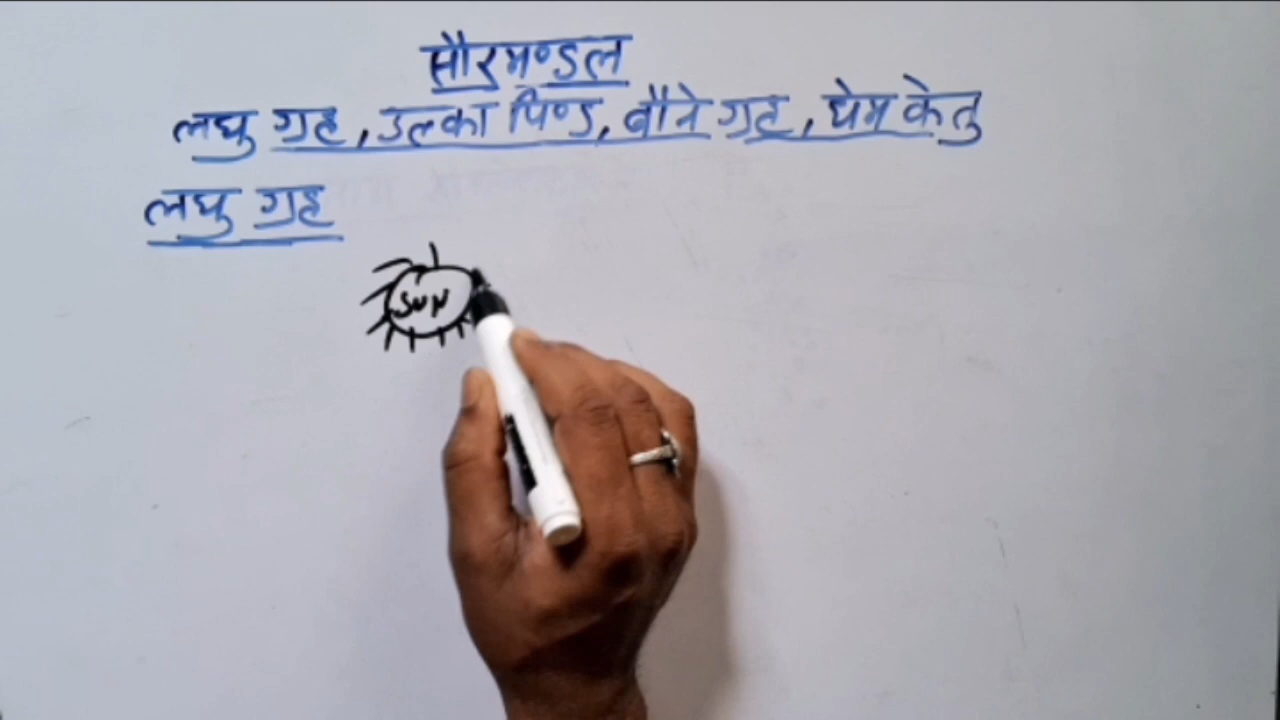 सौरमण्डल
लघु ग्रह, उल्का पिण्ड, बौने ग्रह, घेमकेतु
लघु ग्रह
SUN